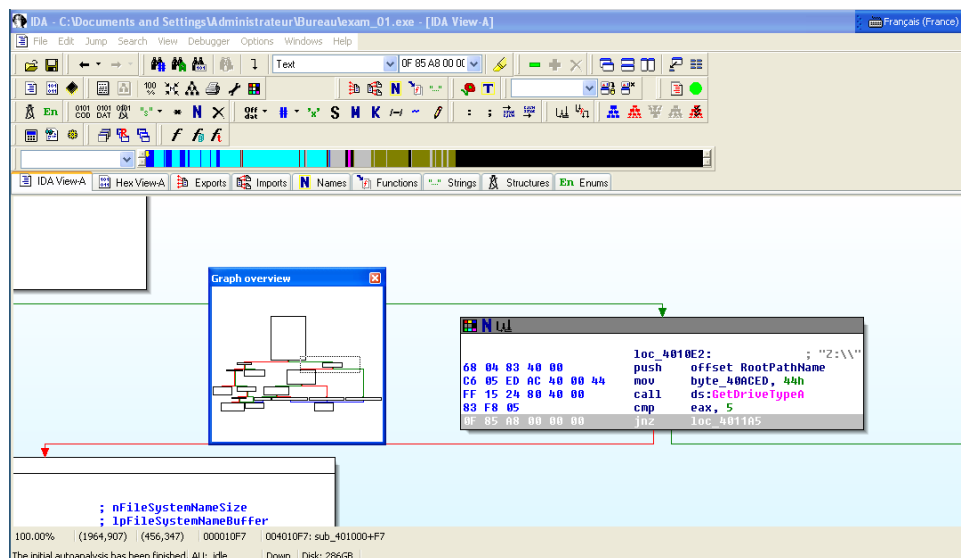 IDA - C:\Documents and Settings\Administrateur\Bureau\exam_01.exe - [IDA View-A]
Français (France)
File Edit Jump Search View Debugger Options Windows Help
Text
0F 85 A8 00 00 0(
En
S M K
IDA View-A Hex View-A Exports Imports N Names Functions Strings Structures En Enums
Graph overview
loc_4010E2: ; "Z:\\"
68 04 83 40 00 push offset RootPathName
C6 05 ED AC 40 00 44 mov byte_40ACED, 44h
FF 15 24 80 40 00 call ds:GetDriveTypeA
83 F8 05 cmp eax, 5
0F 85 A8 00 00 00 jnz loc_4011A5
; nFileSystemNameSize
; lpFileSystemNameBuffer
100.00% (1964,907) (456,347) 000010F7 004010F7: sub_401000+F7
The initial autoanalysis has been finished AU: idle Down Disk: 286GB